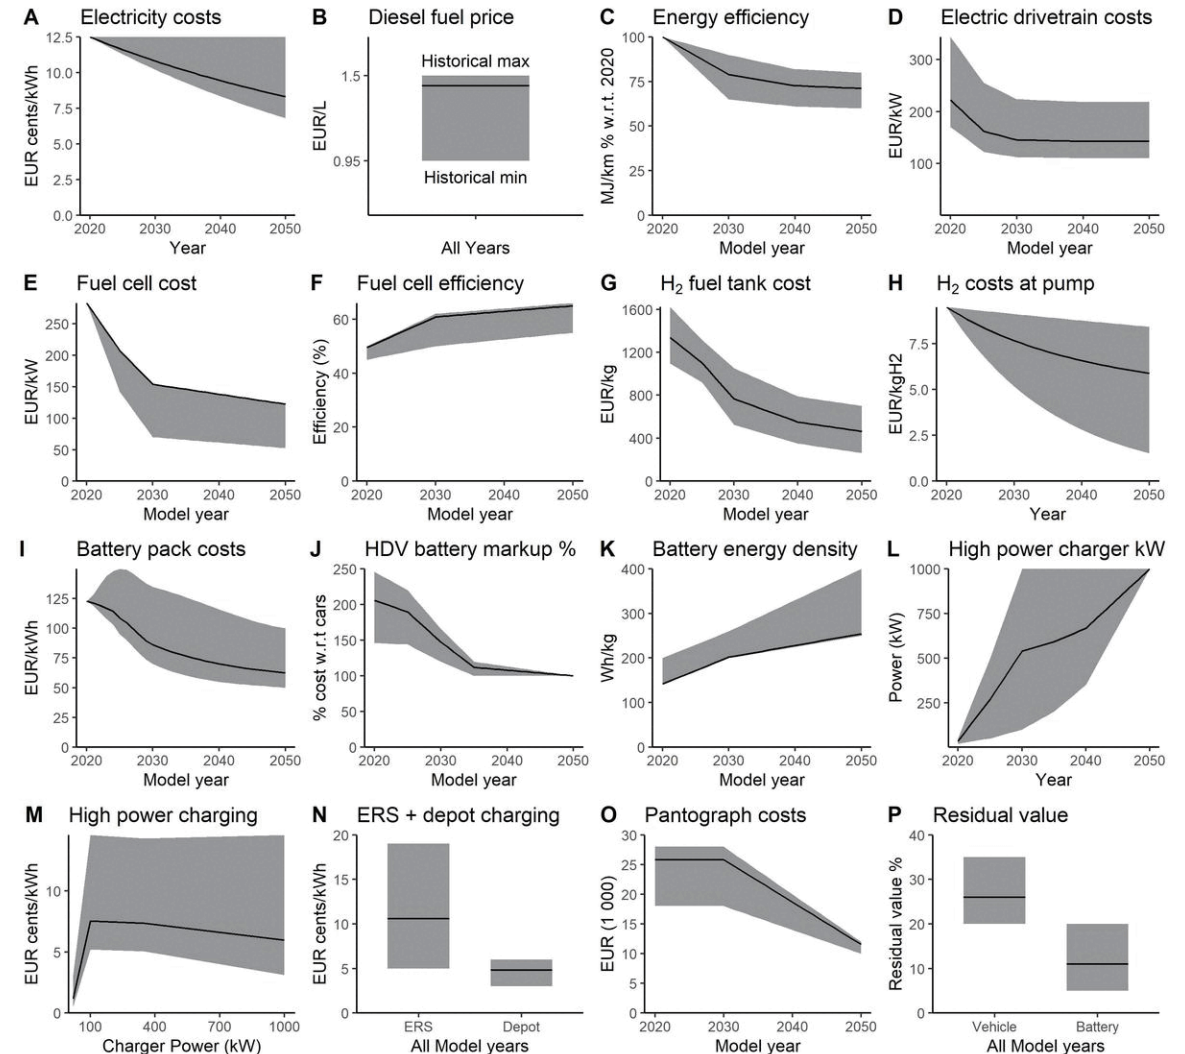 A Electricity costs
EUR cents/kWh
12.5
10.0
7.5
5.0
2.5
0.0
2020 2030 2040 2050
Year
B Diesel fuel price
EUR/L
1.5
0.95
Historical max
Historical min
All Years
C Energy efficiency
MJ/km % w.r.t. 2020
100
75
50
25
0
2020 2030 2040 2050
Model year
D Electric drivetrain costs
EUR/kW
300
200
100
2020 2030 2040 2050
Model year
E Fuel cell cost
EUR/kW
250
200
150
100
50
0
2020 2030 2040 2050
Model year
F Fuel cell efficiency
Efficiency (%)
60
40
20
0
2020 2030 2040 2050
Model year
G H₂ fuel tank cost
EUR/kg
1600
1200
800
400
0
2020 2030 2040 2050
Model year
H H₂ costs at pump
EUR/kgH2
7.5
5.0
2.5
0.0
2020 2030 2040 2050
Year
I Battery pack costs
EUR/kWh
125
100
75
50
25
0
2020 2030 2040 2050
Model year
J HDV battery markup %
% cost w.r.t cars
250
200
150
100
50
0
2020 2030 2040 2050
Model year
K Battery energy density
Wh/kg
400
300
200
100
0
2020 2030 2040 2050
Model year
L High power charger kW
Power (kW)
1000
750
500
250
2020 2030 2040 2050
Year
M High power charging
EUR cents/kWh
10
5
0
100 400 700 1000
Charger Power (kW)
N ERS + depot charging
EUR cents/kWh
20
15
10
5
0
ERS Depot
All Model years
O Pantograph costs
EUR (1 000)
30
25
20
15
10
5
0
2020 2030 2040 2050
Model year
P Residual value
Residual value %
40
30
20
10
0
Vehicle Battery
All Model years